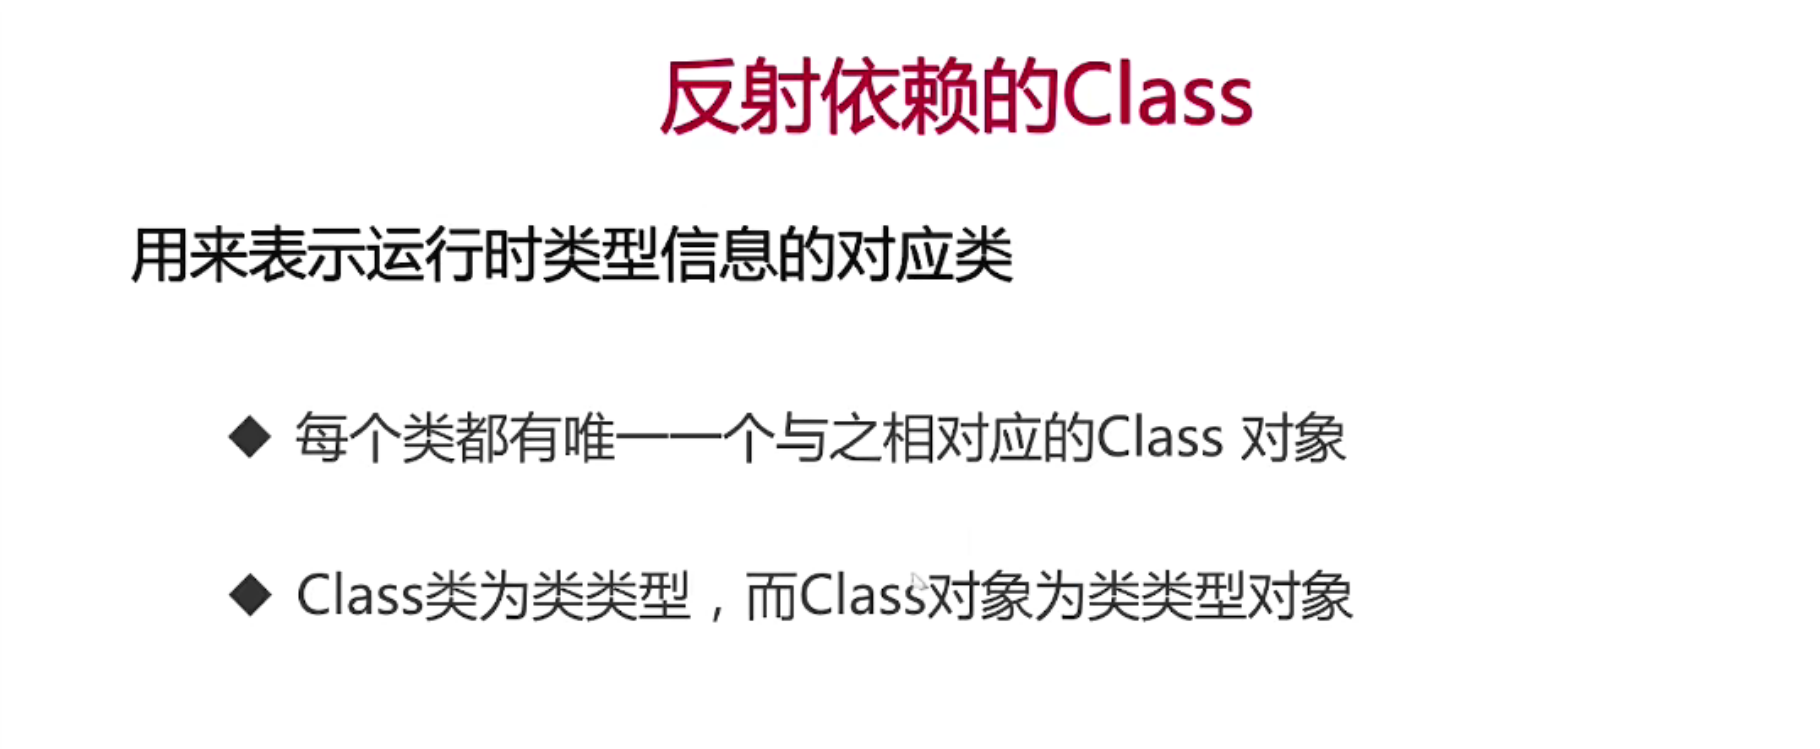 反射依赖的Class
用来表示运行时类型信息的对应类
◆ 每个类都有唯一一个与之相对应的Class 对象
◆ Class类为类类型，而Class对象为类类型对象